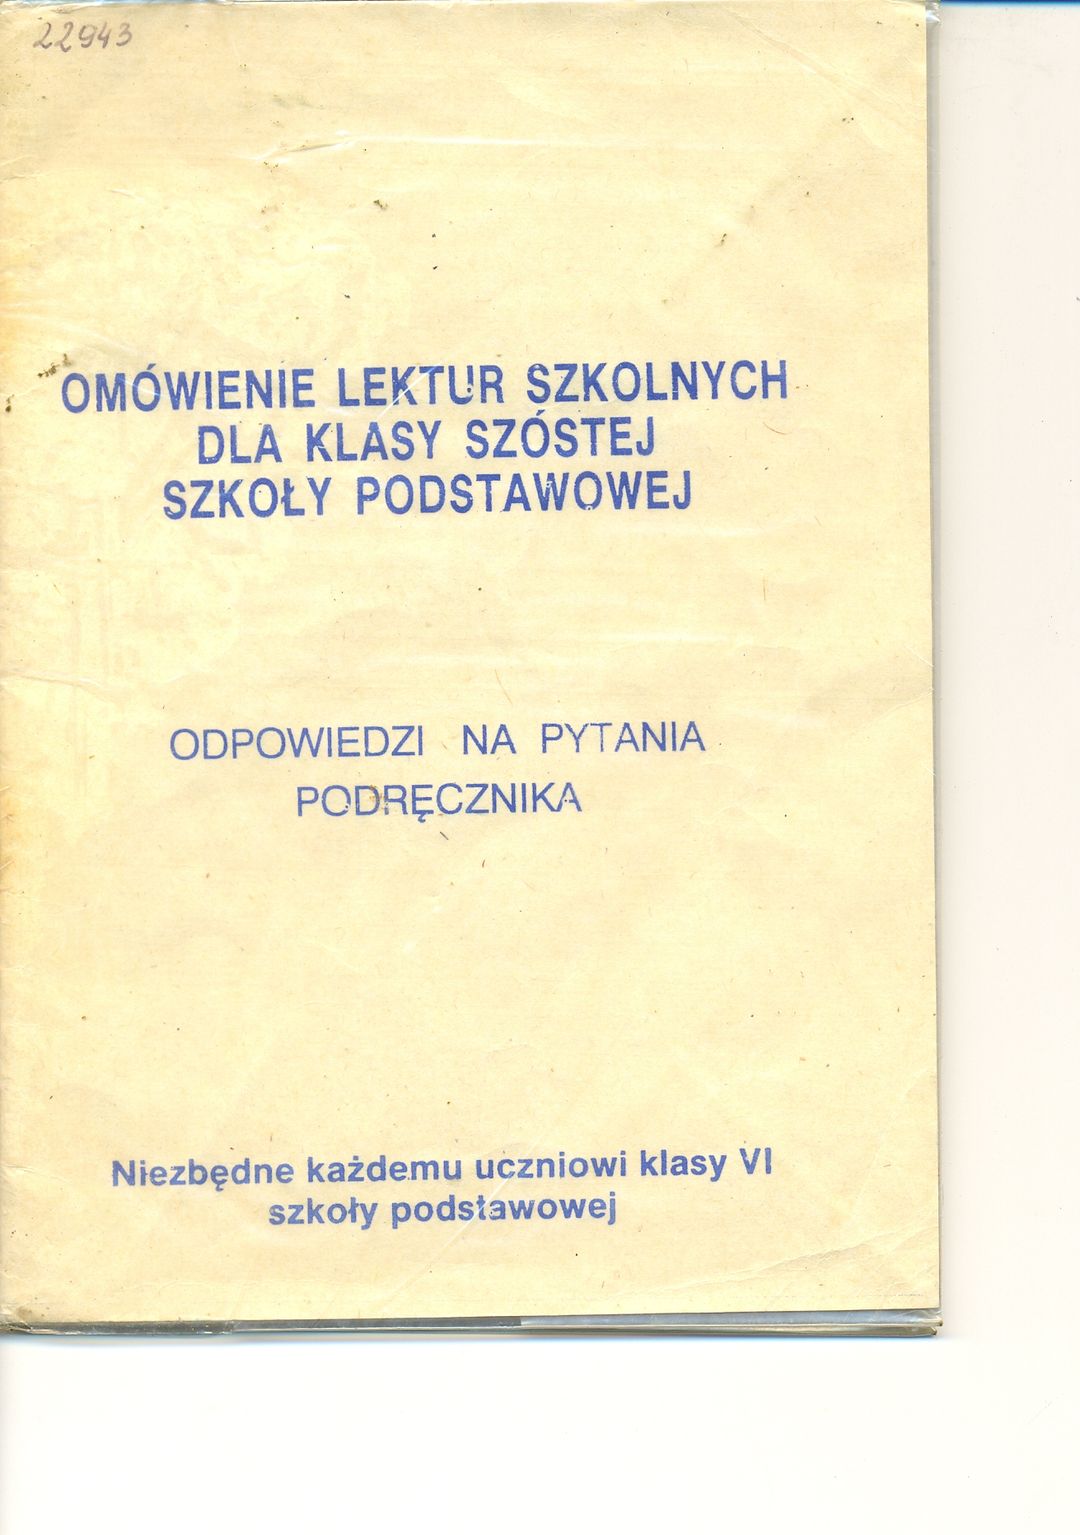 22943
OMÓWIENIE LEKTUR SZKOLNYCH
DLA KLASY SZÓSTEJ
SZKOŁY PODSTAWOWEJ
ODPOWIEDZI NA PYTANIA
PODRĘCZNIKA
Niezbędne każdemu uczniowi klasy VI
szkoły podstawowej